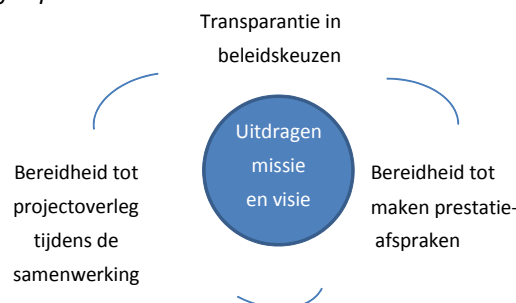 Transparantie in
beleidskeuzen
Uitdragen
missie
en visie
Bereidheid tot
projectoverleg
tijdens de
samenwerking
Bereidheid tot
maken prestatie-
afspraken